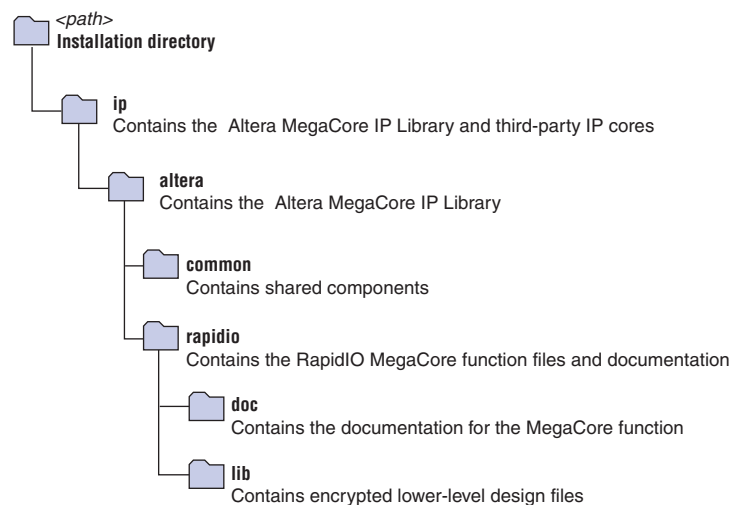 <path>
Installation directory
ip
Contains the Altera MegaCore IP Library and third-party IP cores
altera
Contains the Altera MegaCore IP Library
common
Contains shared components
rapidio
Contains the RapidIO MegaCore function files and documentation
doc
Contains the documentation for the MegaCore function
lib
Contains encrypted lower-level design files